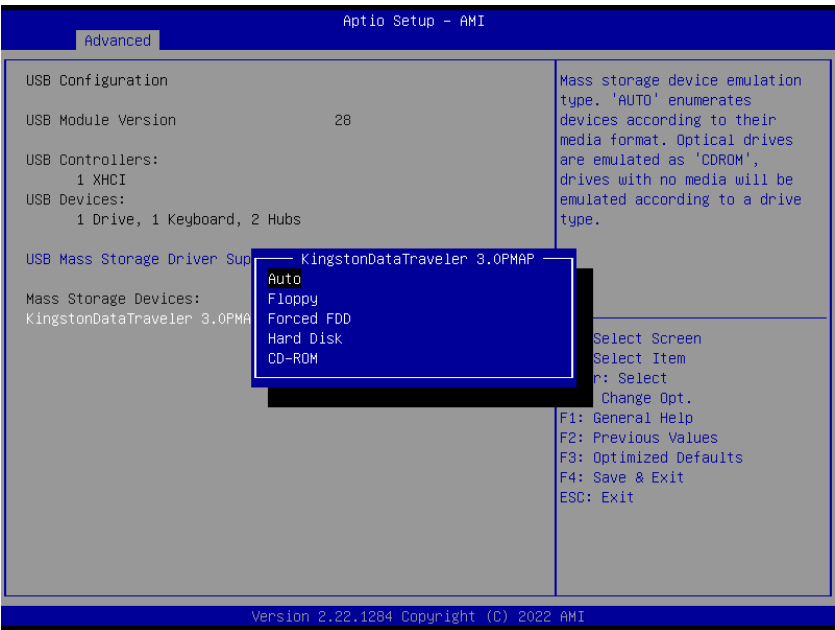 Aptio Setup – AMI
Advanced
USB Configuration
USB Module Version 28
USB Controllers:
1 XHCI
USB Devices:
1 Drive, 1 Keyboard, 2 Hubs
USB Mass Storage Driver Sup
Mass Storage Devices:
KingstonDataTraveler 3.0PMA
KingstonDataTraveler 3.0PMAP
Auto
Floppy
Forced FDD
Hard Disk
CD-ROM
Mass storage device emulation
type. 'AUTO' enumerates
devices according to their
media format. Optical drives
are emulated as 'CDROM',
drives with no media will be
emulated according to a drive
type.
Select Screen
Select Item
r: Select
Change Opt.
F1: General Help
F2: Previous Values
F3: Optimized Defaults
F4: Save & Exit
ESC: Exit
Version 2.22.1284 Copyright (C) 2022 AMI